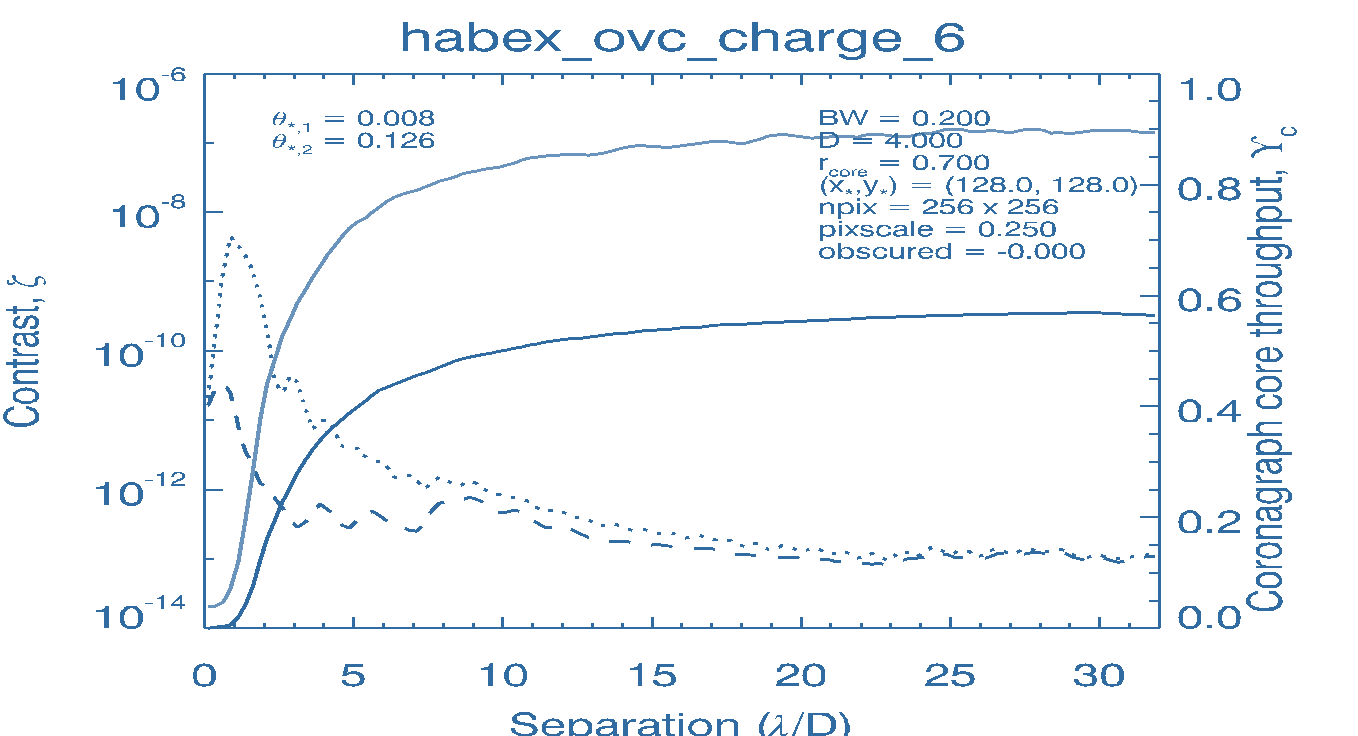 habex_ovc_charge_6
10⁻⁶
1.0
θ*,1 = 0.008
θ*,2 = 0.126
BW = 0.200
D = 4.000
r_core = 0.700
(x*,y*) = (128.0, 128.0)
npix = 256 x 256
pixscale = 0.250
obscured = -0.000
10⁻⁸
10⁻¹⁰
10⁻¹²
10⁻¹⁴
0.8
0.6
0.4
0.2
0.0
Contrast, ζ
Coronagraph core throughput, ϒc
0 5 10 15 20 25 30
Separation (λ/D)